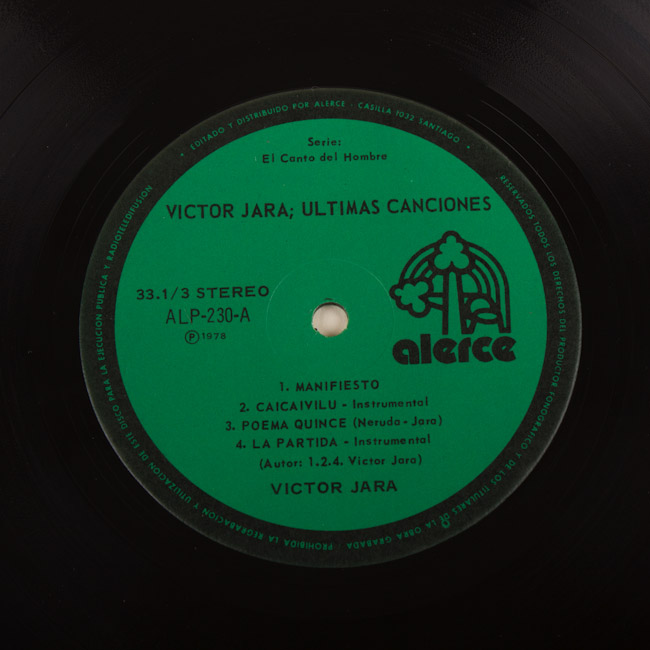 • EDITADO Y DISTRIBUIDO POR ALERCE - CASILLA 1032 SANTIAGO •
RESERVADOS TODOS LOS DERECHOS DEL PRODUCTOR FONOGRAFICO Y DE LOS TITULARES DE LA OBRA GRABADA
PROHIBIDA LA REGRABACION Y UTILIZACION DE ESTE DISCO PARA LA EJECUCION PUBLICA Y RADIOTELEDIFUSION
Serie:
El Canto del Hombre
VICTOR JARA; ULTIMAS CANCIONES
33.1/3 STEREO
ALP-230-A
Ⓟ1978
alerce
1. MANIFIESTO
2. CAICAIVILU - Instrumental
3. POEMA QUINCE (Neruda - Jara)
4. LA PARTIDA - Instrumental
(Autor: 1.2.4. Victor Jara)
VICTOR JARA